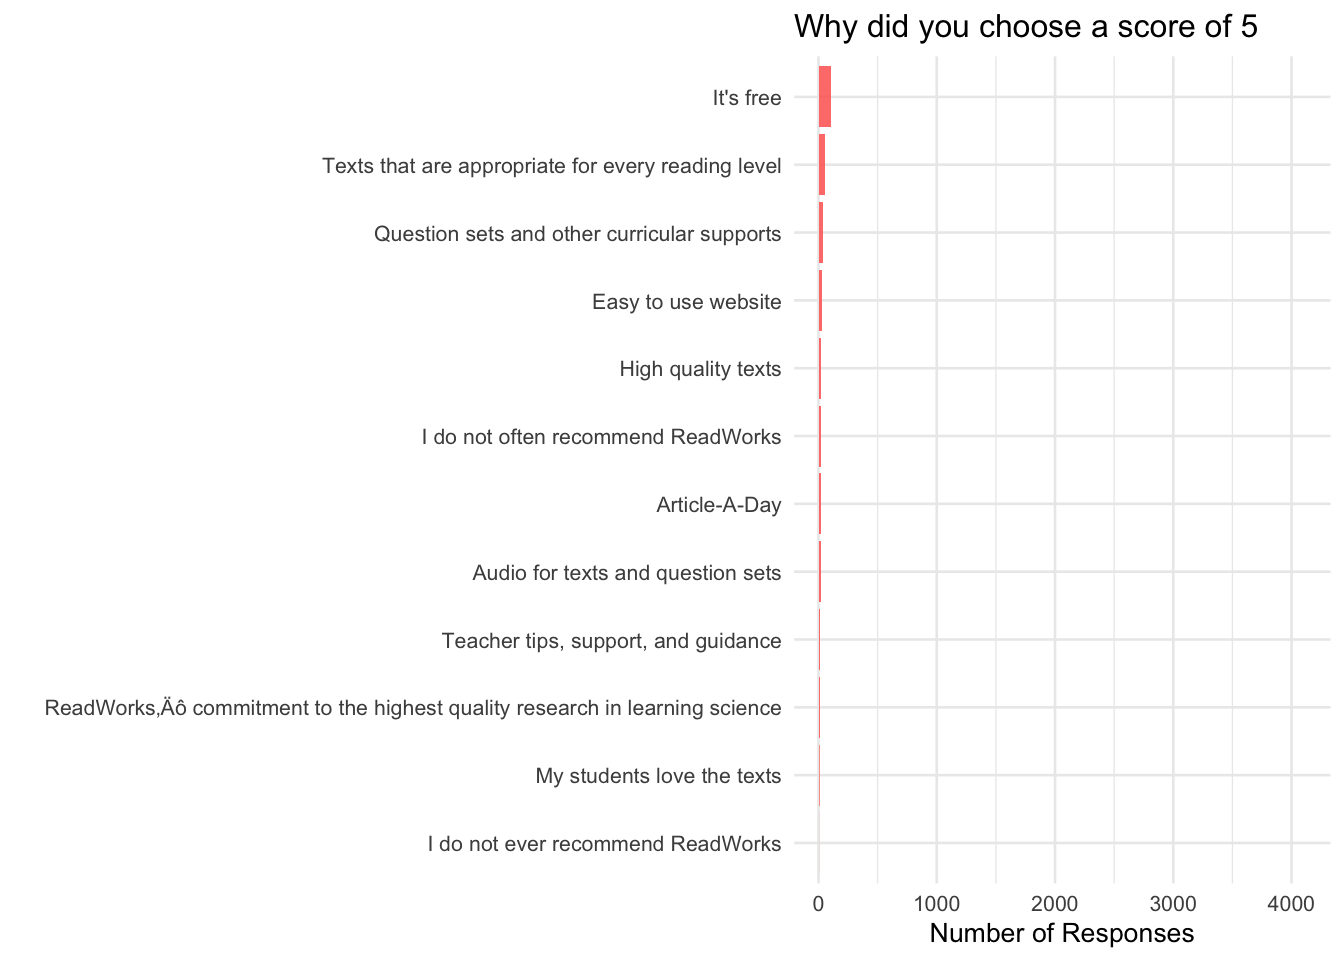 Why did you choose a score of 5
It's free
Texts that are appropriate for every reading level
Question sets and other curricular supports
Easy to use website
High quality texts
I do not often recommend ReadWorks
Article-A-Day
Audio for texts and question sets
Teacher tips, support, and guidance
ReadWorks‚Äô commitment to the highest quality research in learning science
My students love the texts
I do not ever recommend ReadWorks
0 1000 2000 3000 4000
Number of Responses